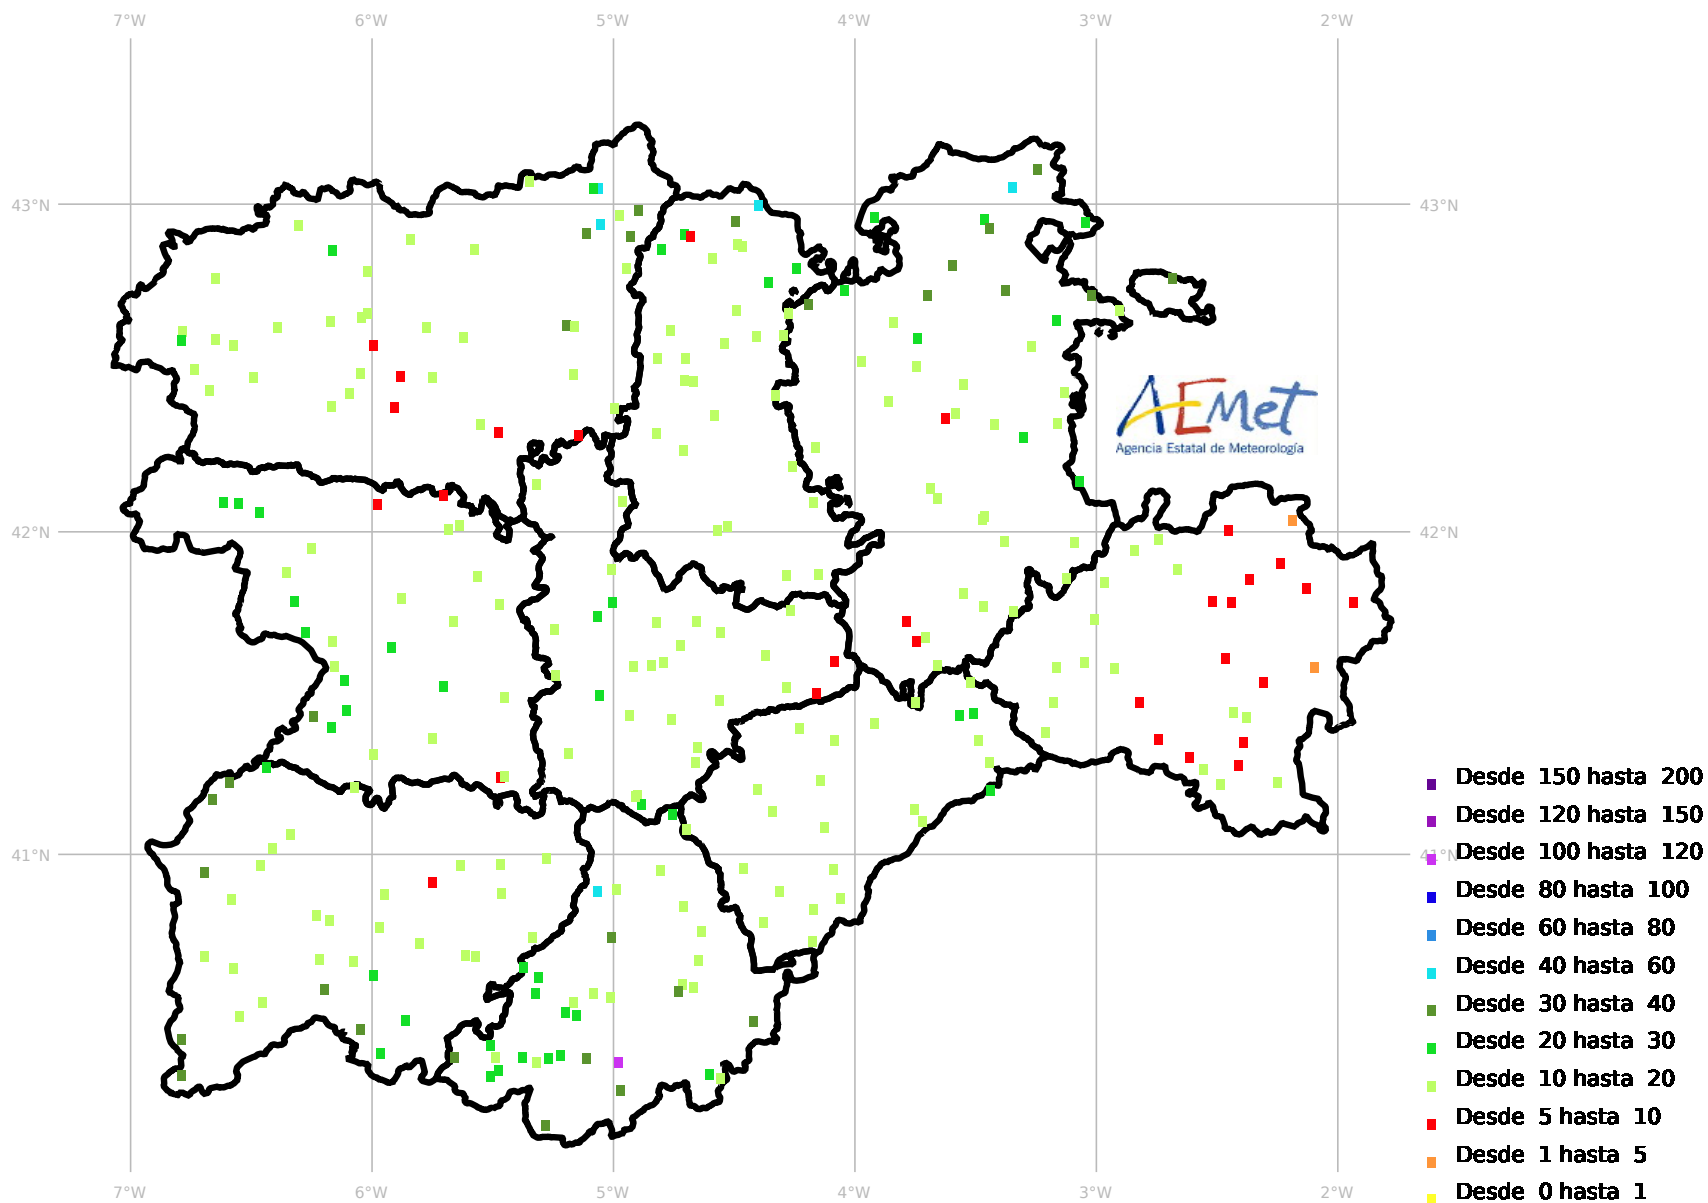 7°W 6°W 5°W 4°W 3°W 2°W
43°N 43°N
AEMet
Agencia Estatal de Meteorología
42°N 42°N
Desde 150 hasta 200
Desde 120 hasta 150
41°N 41°N
Desde 100 hasta 120
Desde 80 hasta 100
Desde 60 hasta 80
Desde 40 hasta 60
Desde 30 hasta 40
Desde 20 hasta 30
Desde 10 hasta 20
Desde 5 hasta 10
Desde 1 hasta 5
Desde 0 hasta 1
7°W 6°W 5°W 4°W 3°W 2°W